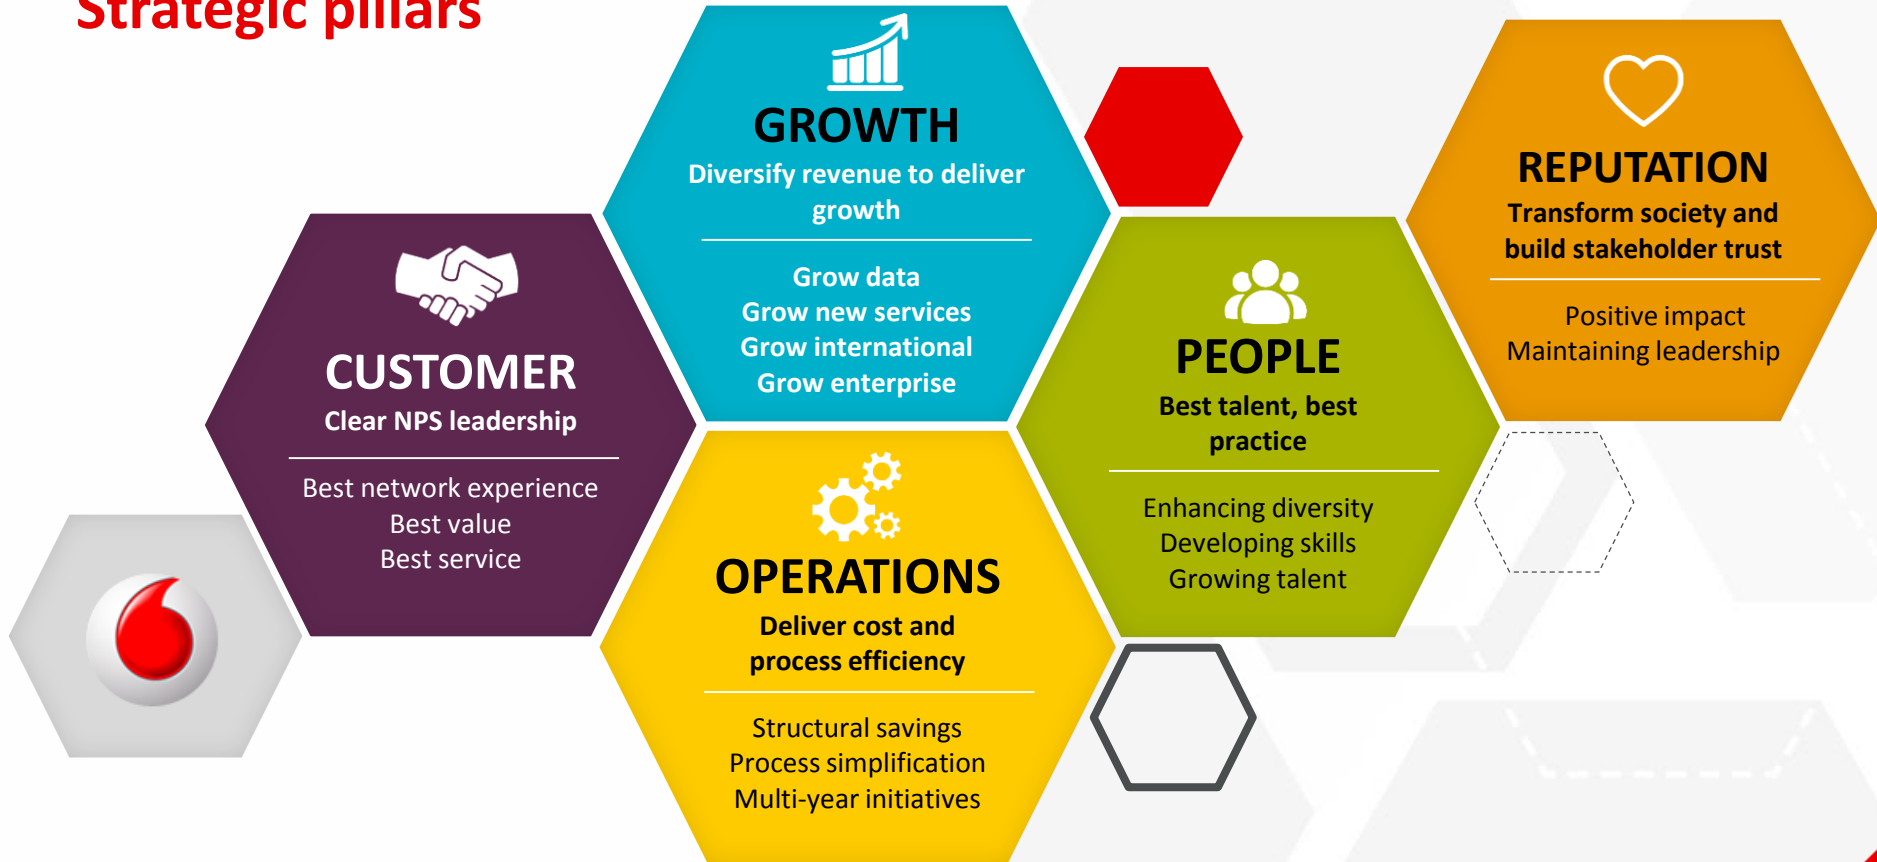 Strategic pillars
GROWTH
Diversify revenue to deliver
growth
Grow data
Grow new services
Grow international
Grow enterprise
CUSTOMER
Clear NPS leadership
Best network experience
Best value
Best service
OPERATIONS
Deliver cost and
process efficiency
Structural savings
Process simplification
Multi-year initiatives
PEOPLE
Best talent, best
practice
Enhancing diversity
Developing skills
Growing talent
REPUTATION
Transform society and
build stakeholder trust
Positive impact
Maintaining leadership